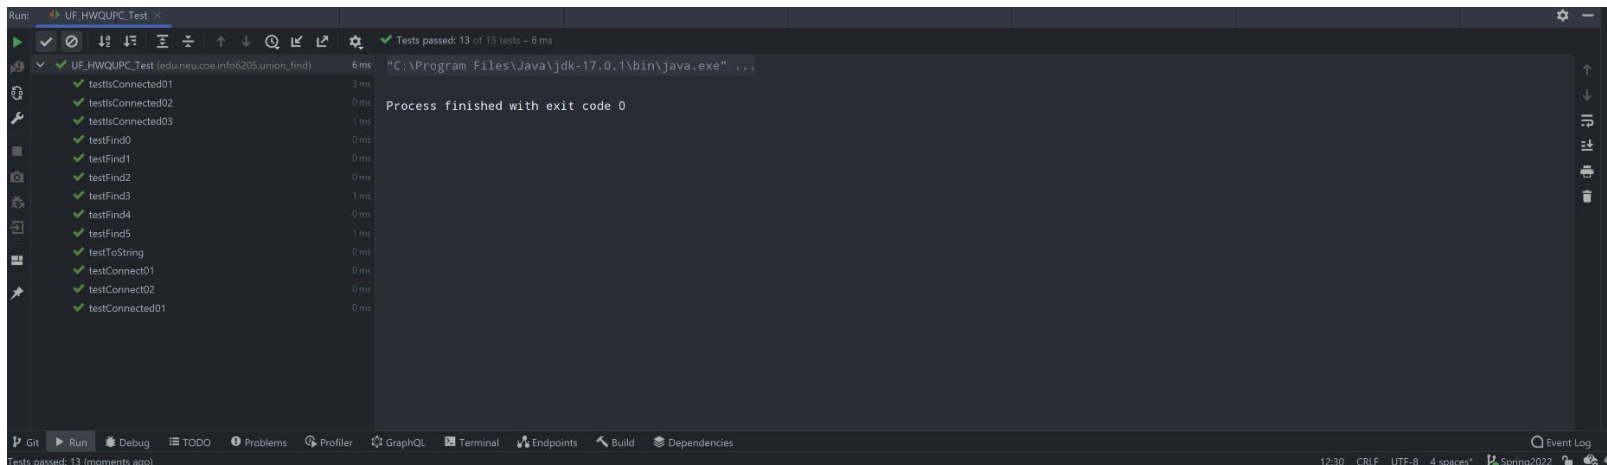 Run: UF_HWQUPC_Test ×
Tests passed: 13 of 13 tests – 6 ms
UF_HWQUPC_Test (edu.neu.coe.info6205.union_find) 6 ms
"C:\Program Files\Java\jdk-17.0.1\bin\java.exe" ...
testIsConnected01 3 ms
testIsConnected02 0 ms
Process finished with exit code 0
testIsConnected03 1 ms
testFind0 0 ms
testFind1 0 ms
testFind2 0 ms
testFind3 1 ms
testFind4 0 ms
testFind5 1 ms
testToString 0 ms
testConnect01 0 ms
testConnect02 0 ms
testConnected01 0 ms
Git Run Debug TODO Problems Profiler GraphQL Terminal Endpoints Build Dependencies Event Log
Tests passed: 13 (moments ago) 12:30 CRLF UTF-8 4 spaces* Spring2022